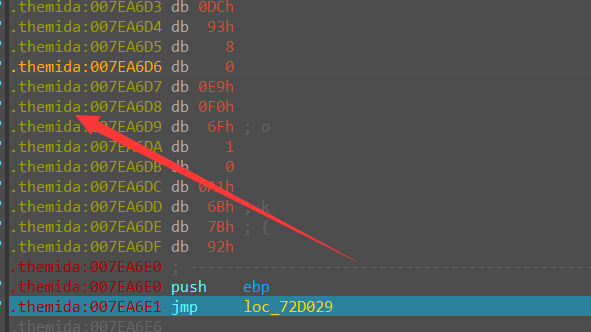 .themida:007EA6D3 db 0DCh
.themida:007EA6D4 db 93h
.themida:007EA6D5 db 8
.themida:007EA6D6 db 0
.themida:007EA6D7 db 0E9h
.themida:007EA6D8 db 0F0h
.themida:007EA6D9 db 6Fh ; o
.themida:007EA6DA db 1
.themida:007EA6DB db 0
.themida:007EA6DC db 0A1h
.themida:007EA6DD db 6Bh ; k
.themida:007EA6DE db 7Bh ; {
.themida:007EA6DF db 92h
.themida:007EA6E0 ; ---------------------------------------------
.themida:007EA6E0 push ebp
.themida:007EA6E1 jmp loc_72D029
.themida:007EA6E6